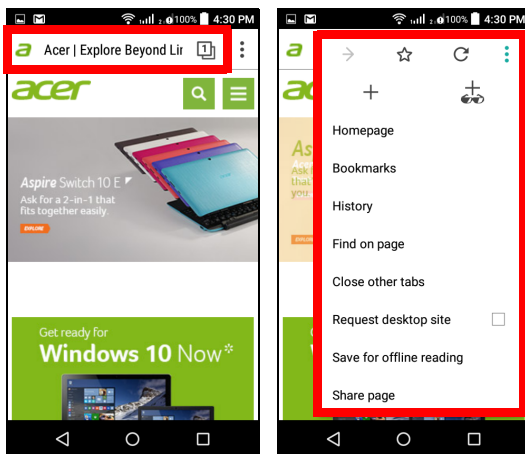 100% 4:30 PM
Acer | Explore Beyond Lir 1
acer
Aspire Switch 10 E
Ask for a 2-in-1 that
fits together easily.
EXPLORE
Get ready for
Windows 10 Now*
100% 4:30 PM
Homepage
Bookmarks
History
Find on page
Close other tabs
Request desktop site
Save for offline reading
Share page